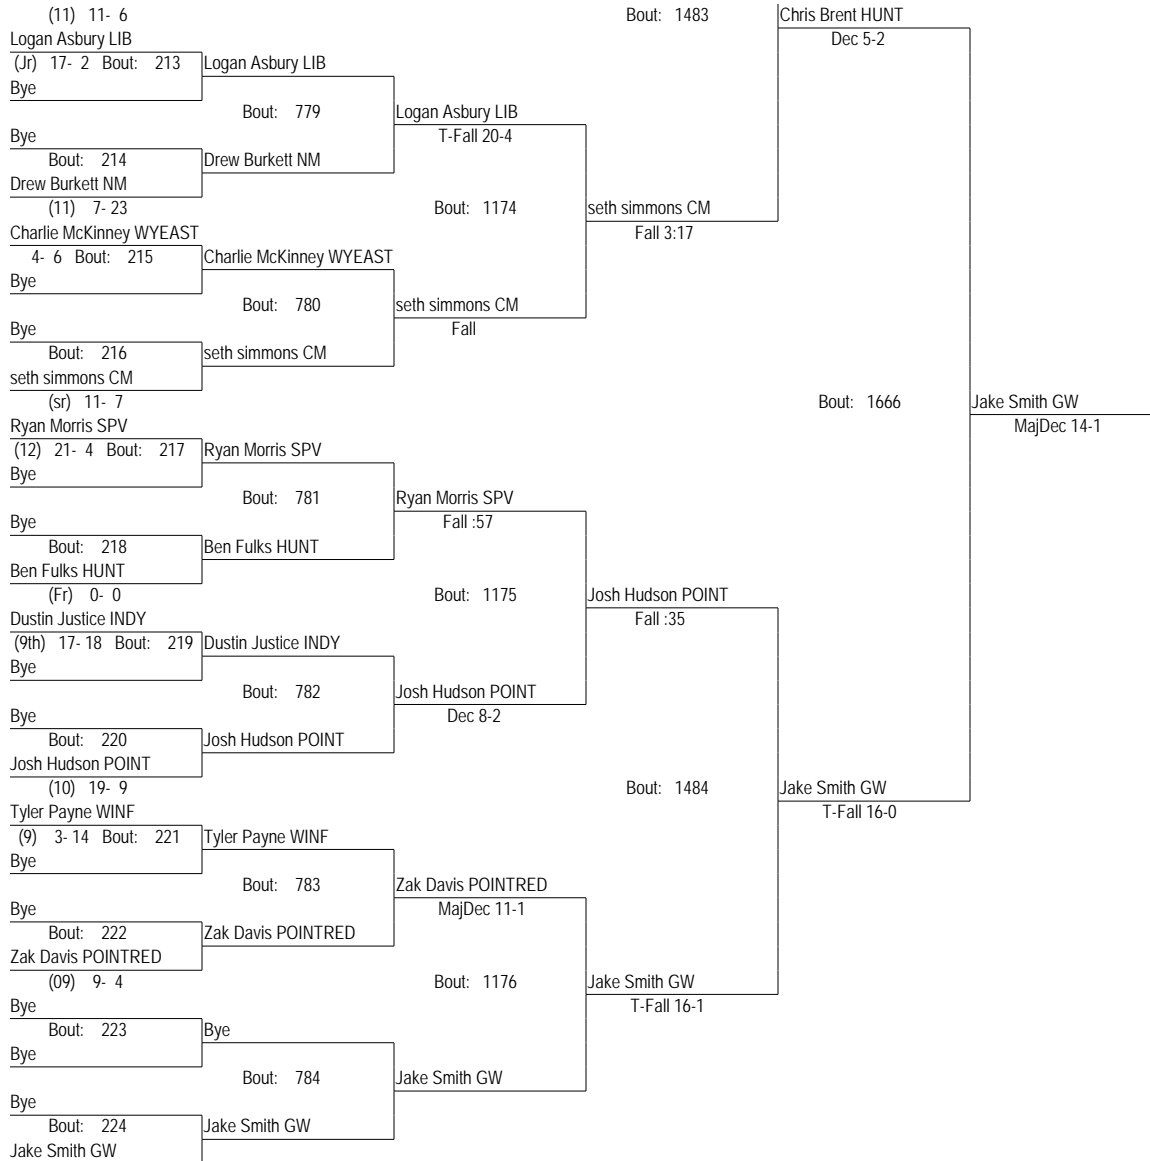 (11) 11- 6 Bout: 1483 Chris Brent HUNT
Logan Asbury LIB Dec 5-2
(Jr) 17- 2 Bout: 213 Logan Asbury LIB
Bye
Bout: 779 Logan Asbury LIB
Bye T-Fall 20-4
Bout: 214 Drew Burkett NM
Drew Burkett NM
(11) 7- 23 Bout: 1174 seth simmons CM
Charlie McKinney WYEAST Fall 3:17
4- 6 Bout: 215 Charlie McKinney WYEAST
Bye
Bout: 780 seth simmons CM
Bye Fall
Bout: 216 seth simmons CM
seth simmons CM
(sr) 11- 7 Bout: 1666 Jake Smith GW
Ryan Morris SPV MajDec 14-1
(12) 21- 4 Bout: 217 Ryan Morris SPV
Bye
Bout: 781 Ryan Morris SPV
Bye Fall :57
Bout: 218 Ben Fulks HUNT
Ben Fulks HUNT
(Fr) 0- 0 Bout: 1175 Josh Hudson POINT
Dustin Justice INDY Fall :35
(9th) 17- 18 Bout: 219 Dustin Justice INDY
Bye
Bout: 782 Josh Hudson POINT
Bye Dec 8-2
Bout: 220 Josh Hudson POINT
Josh Hudson POINT
(10) 19- 9 Bout: 1484 Jake Smith GW
Tyler Payne WINF T-Fall 16-0
(9) 3- 14 Bout: 221 Tyler Payne WINF
Bye
Bout: 783 Zak Davis POINTRED
Bye MajDec 11-1
Bout: 222 Zak Davis POINTRED
Zak Davis POINTRED
(09) 9- 4 Bout: 1176 Jake Smith GW
Bye T-Fall 16-1
Bout: 223 Bye
Bye
Bout: 784 Jake Smith GW
Bye
Bout: 224 Jake Smith GW
Jake Smith GW